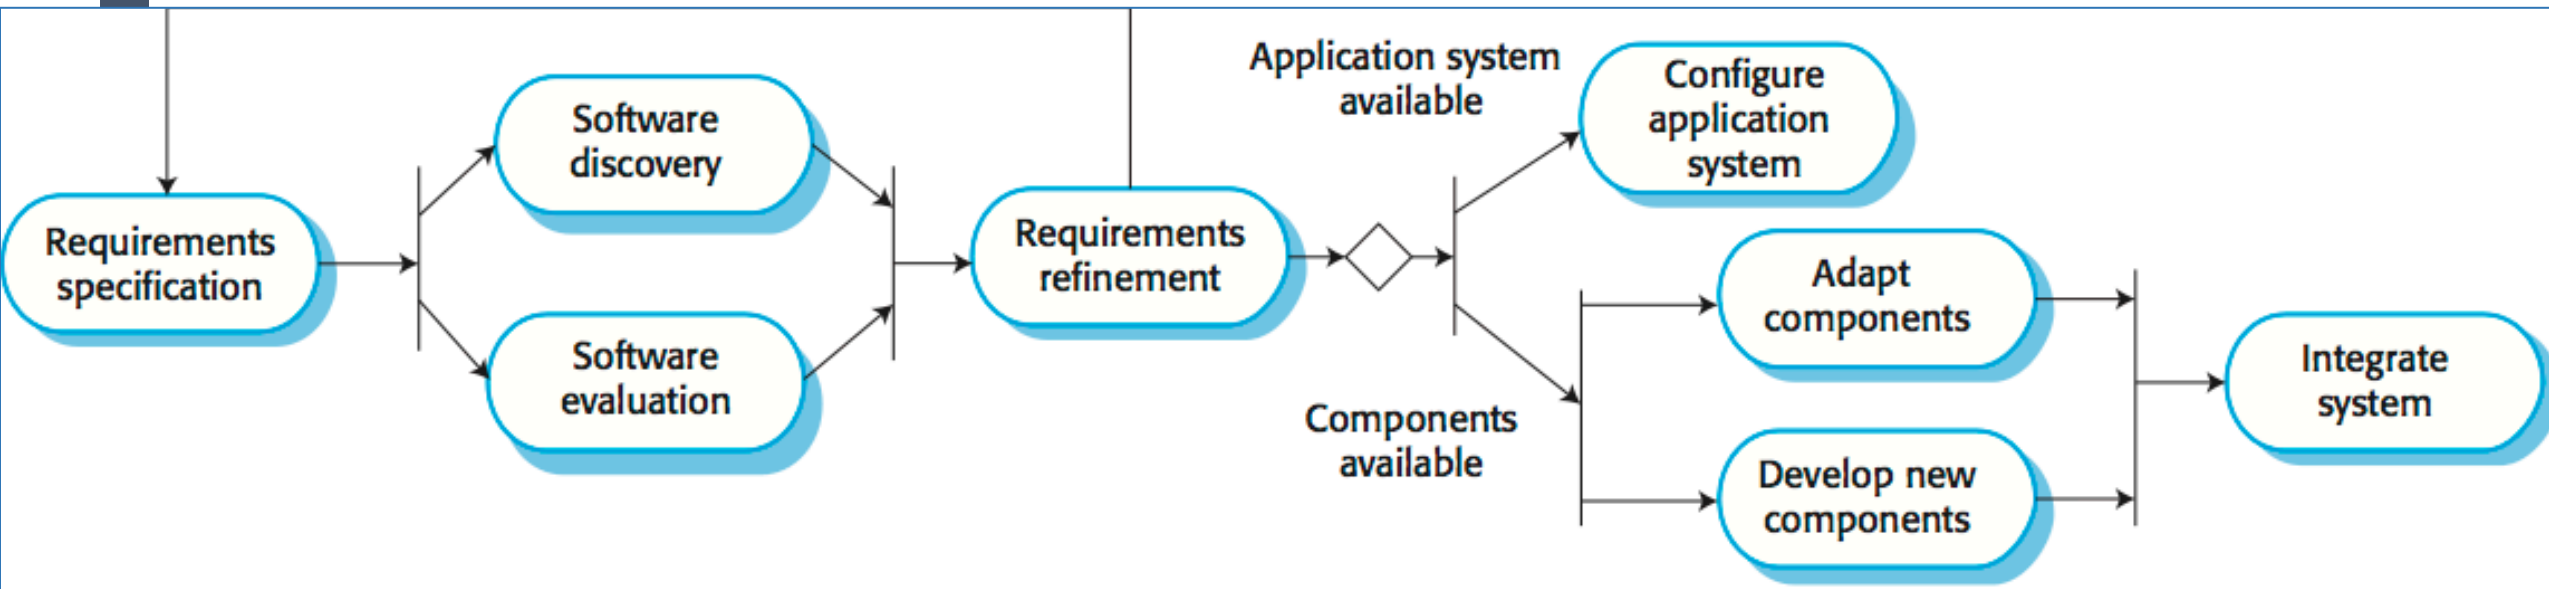 Requirements
specification
Software
discovery
Software
evaluation
Requirements
refinement
Application system
available
Components
available
Configure
application
system
Adapt
components
Develop new
components
Integrate
system